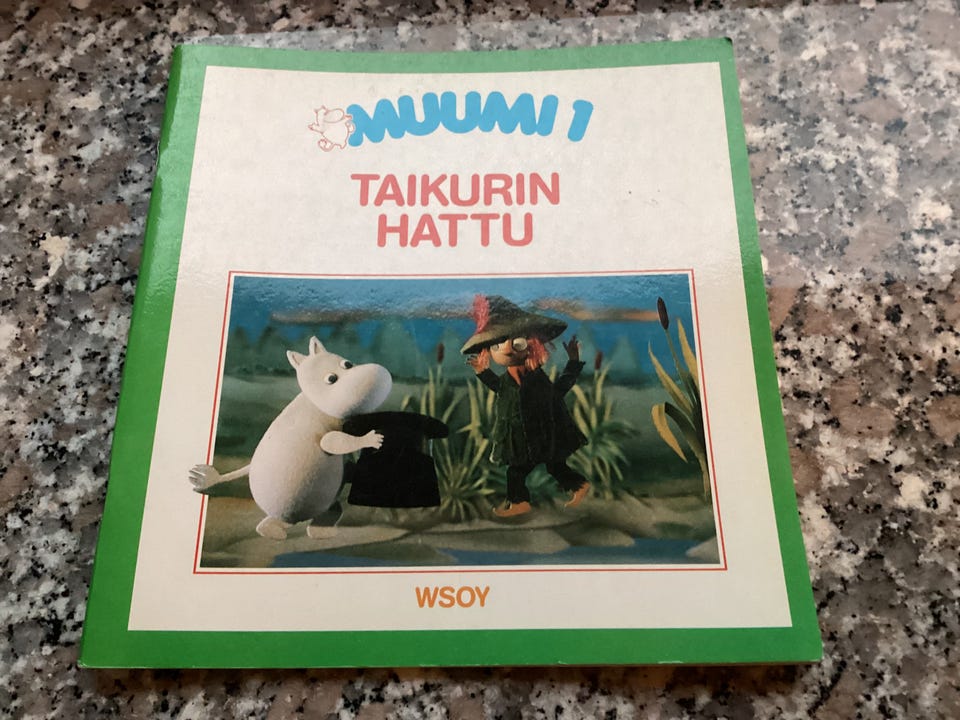 MUUMI 1
TAIKURIN
HATTU
WSOY